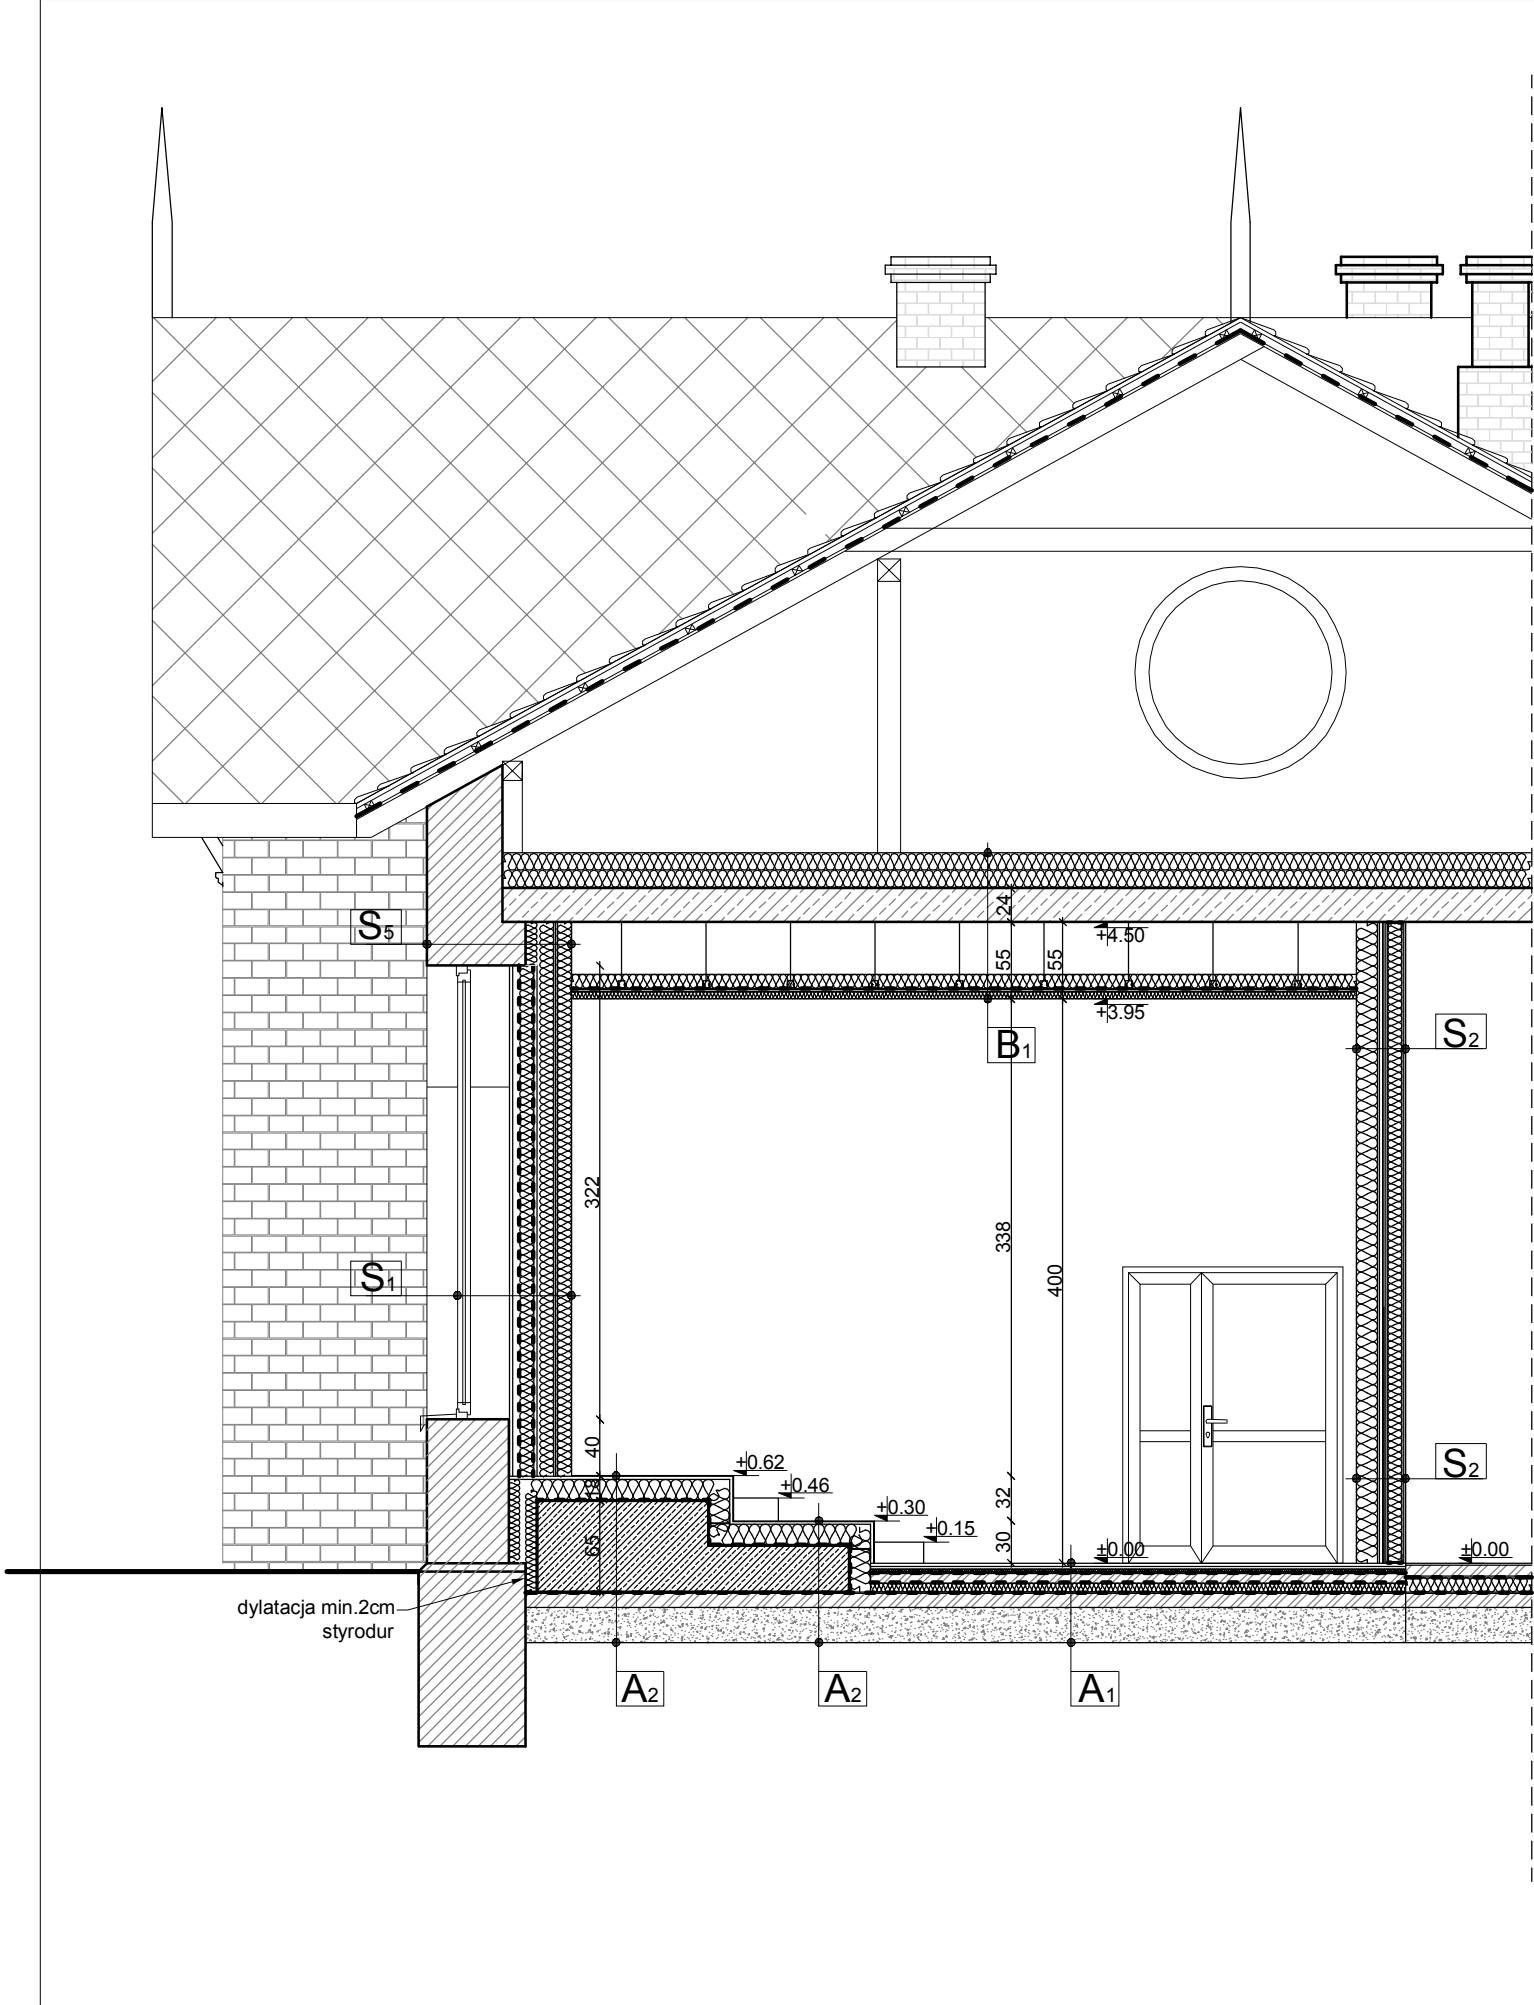 24
S5
+4.50
55
55
+3.95
B1
S2
322
338
S1
400
40
+0.62
S2
+0.46
32
19
+0.30
+0.15
65
30
±0.00
±0.00
dylatacja min.2cm
styrodur
A2
A2
A1